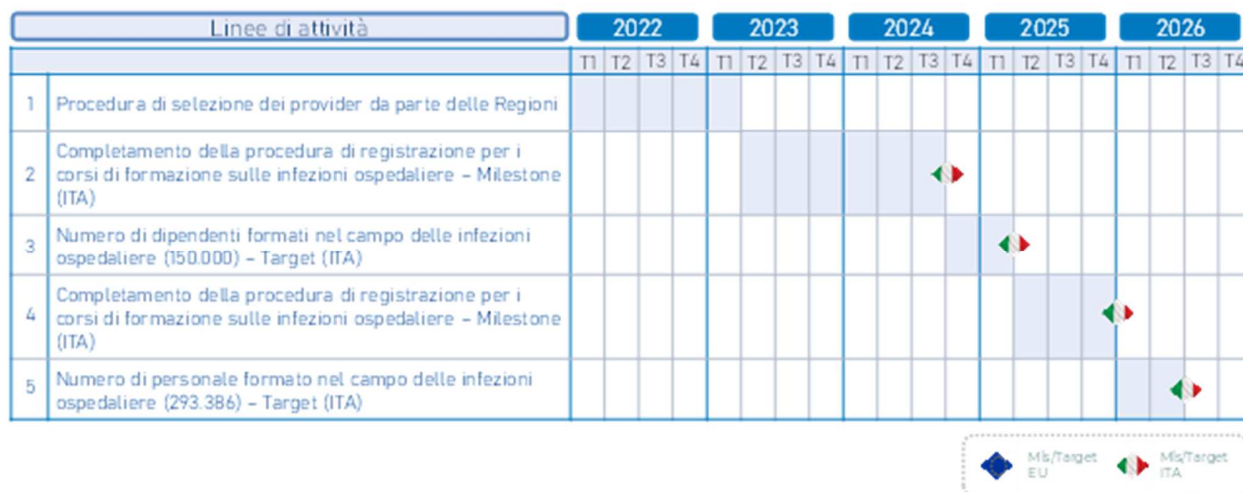 Linee di attività 2022 2023 2024 2025 2026
T1 T2 T3 T4 T1 T2 T3 T4 T1 T2 T3 T4 T1 T2 T3 T4 T1 T2 T3 T4
1 Procedura di selezione dei provider da parte delle Regioni
Completamento della procedura di registrazione per i
2 corsi di formazione sulle infezioni ospedaliere – Milestone
(ITA)
Numero di dipendenti formati nel campo delle infezioni
3 ospedaliere (150.000) – Target (ITA)
Completamento della procedura di registrazione per i
4 corsi di formazione sulle infezioni ospedaliere – Milestone
(ITA)
Numero di personale formato nel campo delle infezioni
5 ospedaliere (293.386) – Target (ITA)
Mls/Target Mls/Target
EU ITA